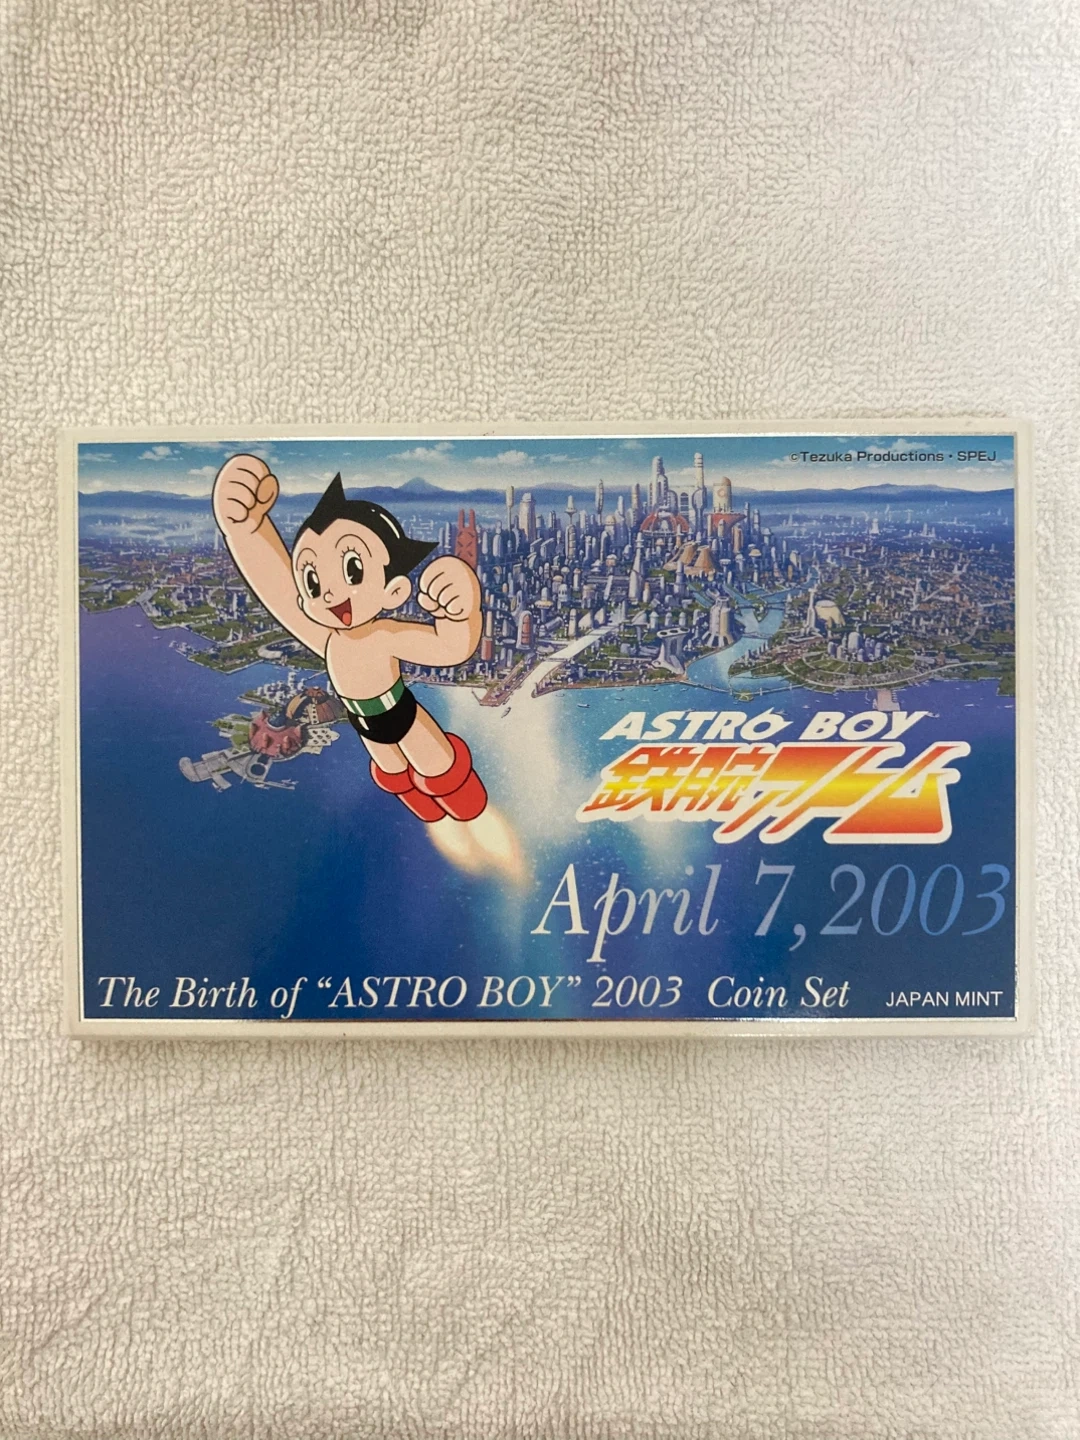 ©Tezuka Productions・SPEJ
ASTRO BOY
鉄腕アトム
April 7, 2003
The Birth of “ASTRO BOY” 2003 Coin Set
JAPAN MINT